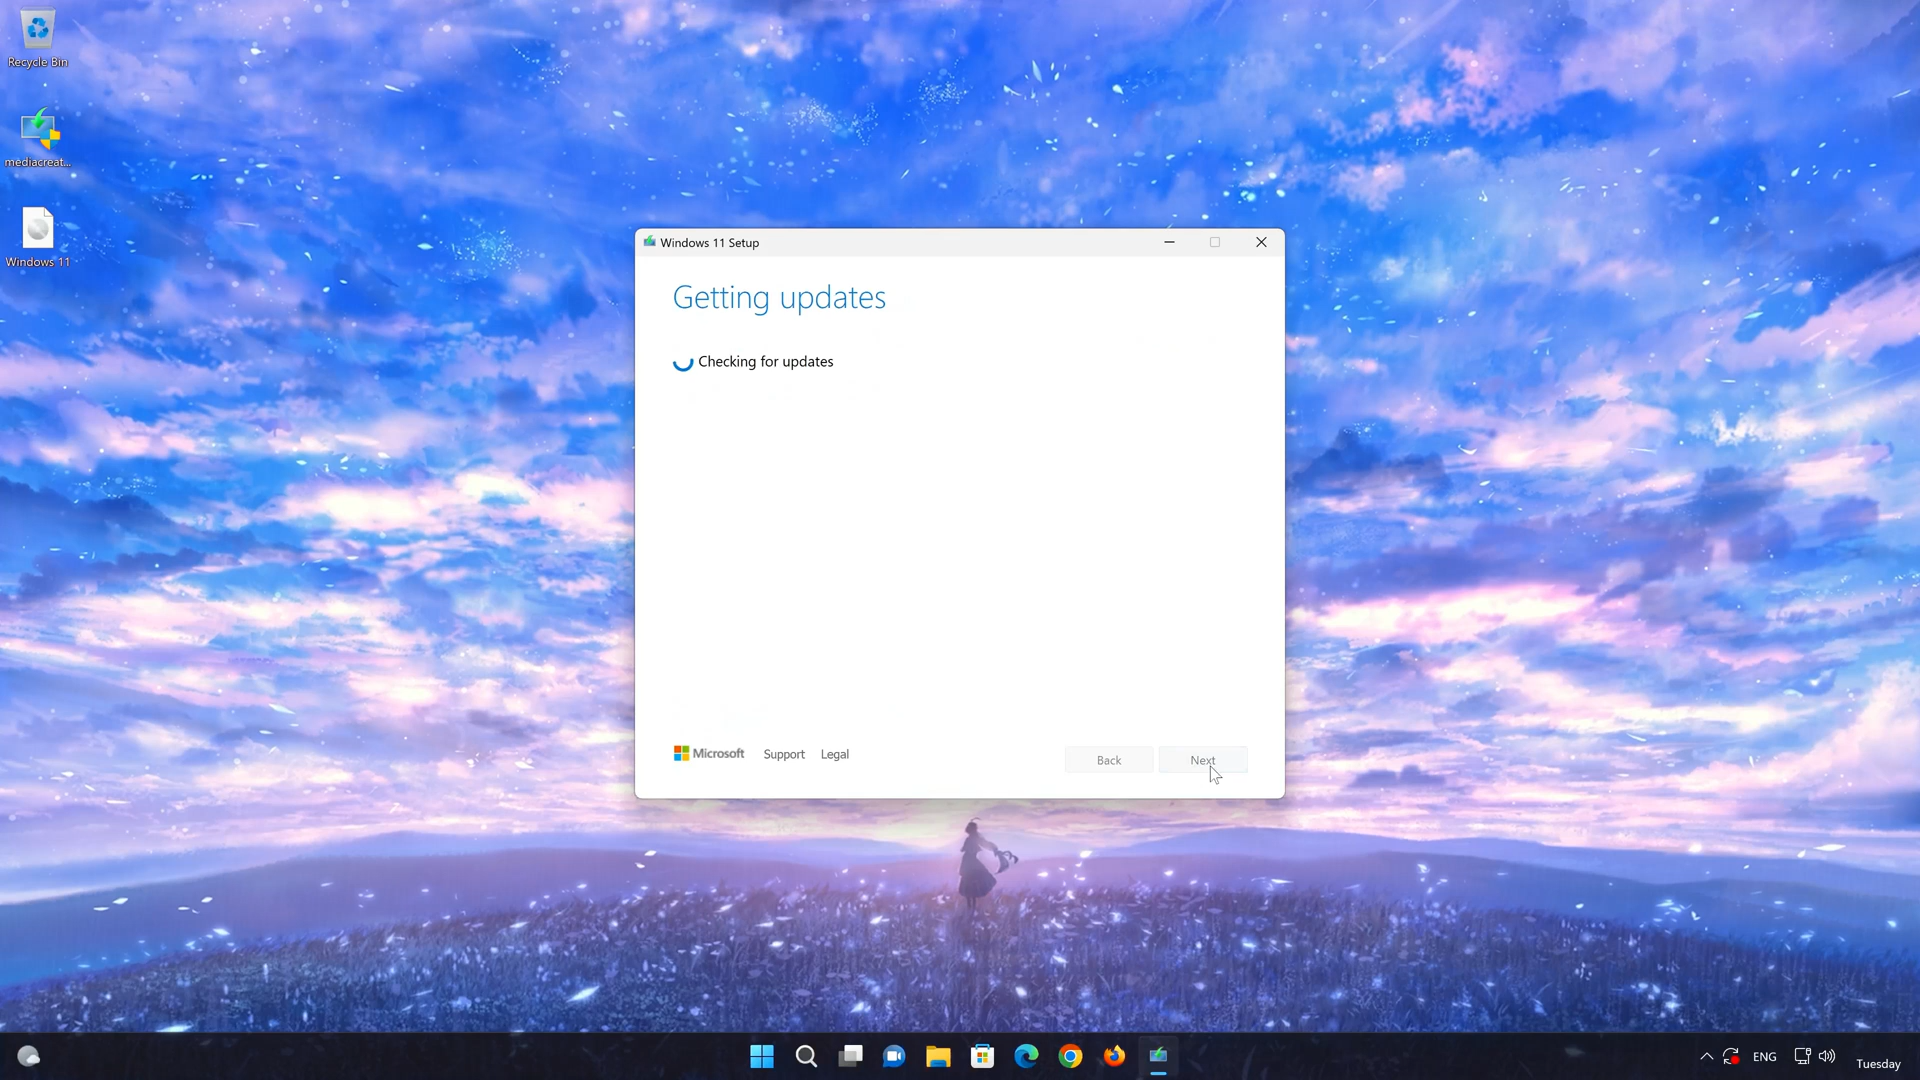 Recycle Bin
mediacreat...
Windows 11
Windows 11 Setup
Getting updates
Checking for updates
Microsoft
Support
Legal
Back
Next
ENG
Tuesday